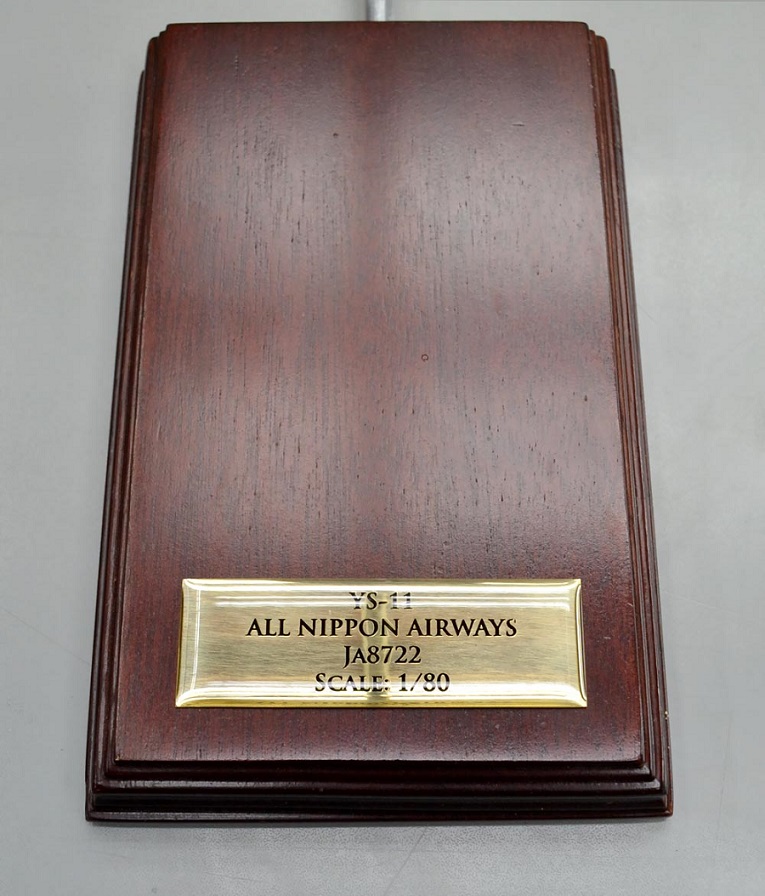 YS-11
ALL NIPPON AIRWAYS
JA8722
SCALE: 1/80